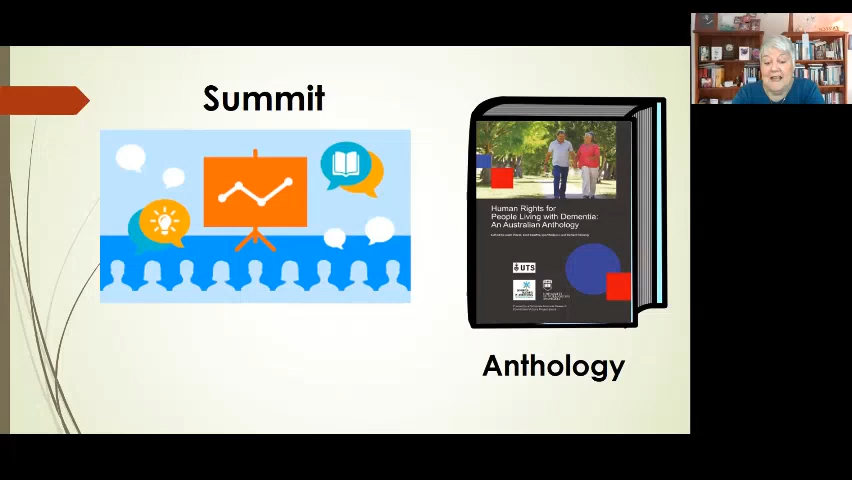 Summit
Human Rights for
People Living with Dementia:
An Australian Anthology
UTS
Anthology